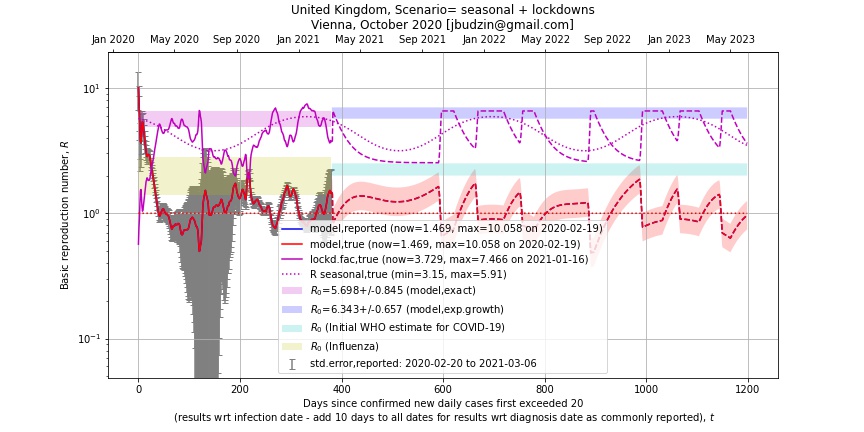 United Kingdom, Scenario= seasonal + lockdowns
Vienna, October 2020 [jbudzin@gmail.com]
Jan 2020 May 2020 Sep 2020 Jan 2021 May 2021 Sep 2021 Jan 2022 May 2022 Sep 2022 Jan 2023 May 2023
10¹
10⁰
10⁻¹
Basic reproduction number, R
model,reported (now=1.469, max=10.058 on 2020-02-19)
model,true (now=1.469, max=10.058 on 2020-02-19)
lockd.fac,true (now=3.729, max=7.466 on 2021-01-16)
R seasonal,true (min=3.15, max=5.91)
R₀=5.698+/-0.845 (model,exact)
R₀=6.343+/-0.657 (model,exp.growth)
R₀ (Initial WHO estimate for COVID-19)
R₀ (Influenza)
std.error,reported: 2020-02-20 to 2021-03-06
0 200 400 600 800 1000 1200
Days since confirmed new daily cases first exceeded 20
(results wrt infection date - add 10 days to all dates for results wrt diagnosis date as commonly reported), t